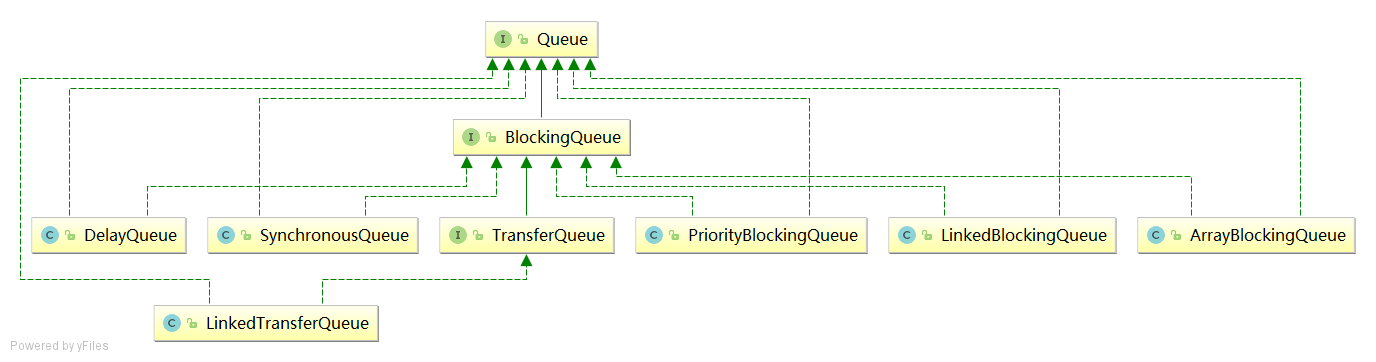 I Queue
I BlockingQueue
C DelayQueue
C SynchronousQueue
I TransferQueue
C PriorityBlockingQueue
C LinkedBlockingQueue
C ArrayBlockingQueue
C LinkedTransferQueue
Powered by yFiles